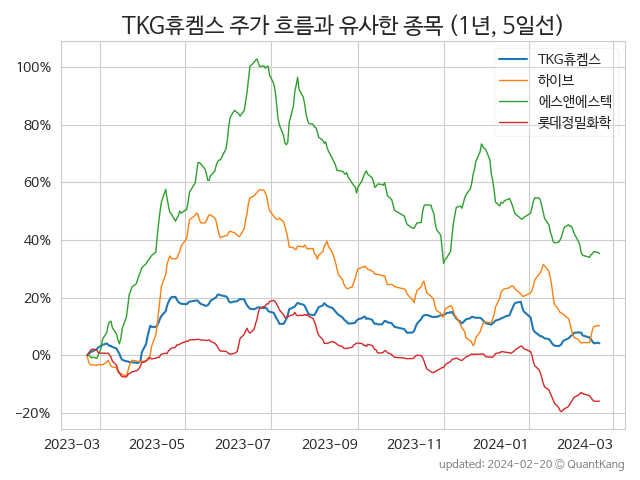 TKG휴켐스 주가 흐름과 유사한 종목 (1년, 5일선)
TKG휴켐스
하이브
에스앤에스텍
롯데정밀화학
100%
80%
60%
40%
20%
0%
−20%
2023-03
2023-05
2023-07
2023-09
2023-11
2024-01
2024-03
updated: 2024-02-20 © QuantKang